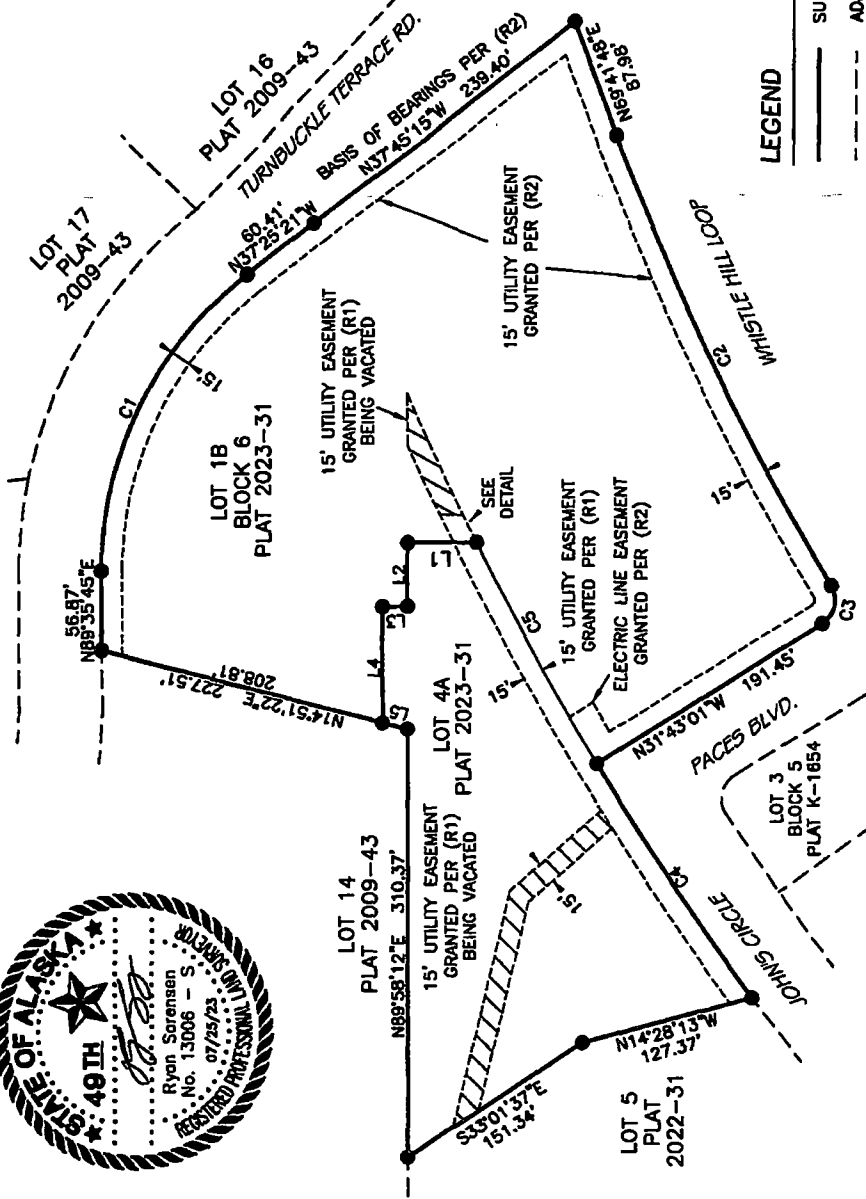 STATE OF ALASKA
49TH
Ryan Sorensen
No. 13006 - S
07/25/23
REGISTERED PROFESSIONAL LAND SURVEYOR
LOT 16
PLAT 2009-43
TURNBUCKLE TERRACE RD.
LOT 17
PLAT
2009-43
BASIS OF BEARINGS PER (R2)
N37°45'15"W 239.40'
60.41'
N37°25'21"W
C1
15'
56.87'
N89°35'45"E
LOT 1B
BLOCK 6
PLAT 2023-31
15' UTILITY EASEMENT
GRANTED PER (R1)
BEING VACATED
15' UTILITY EASEMENT
GRANTED PER (R2)
N69°41'48"E
87.98'
LEGEND
SU
AD
WHISTLE HILL LOOP
C2
15'
C3
SEE
DETAIL
L1
L2
L3
L4
L5
N14°51'22"E 227.51'
208.81'
C5
15' UTILITY EASEMENT
GRANTED PER (R1)
ELECTRIC LINE EASEMENT
GRANTED PER (R2)
15'
LOT 4A
PLAT 2023-31
N31°43'01"W 191.45'
PACES BLVD.
LOT 3
BLOCK 5
PLAT K-1654
LOT 14
PLAT 2009-43
N89°58'12"E 310.37'
15' UTILITY EASEMENT
GRANTED PER (R1)
BEING VACATED
15'
C4
JOHN'S CIRCLE
S33°01'37"E
151.34'
N14°28'13"W
127.37'
LOT 5
PLAT
2022-31